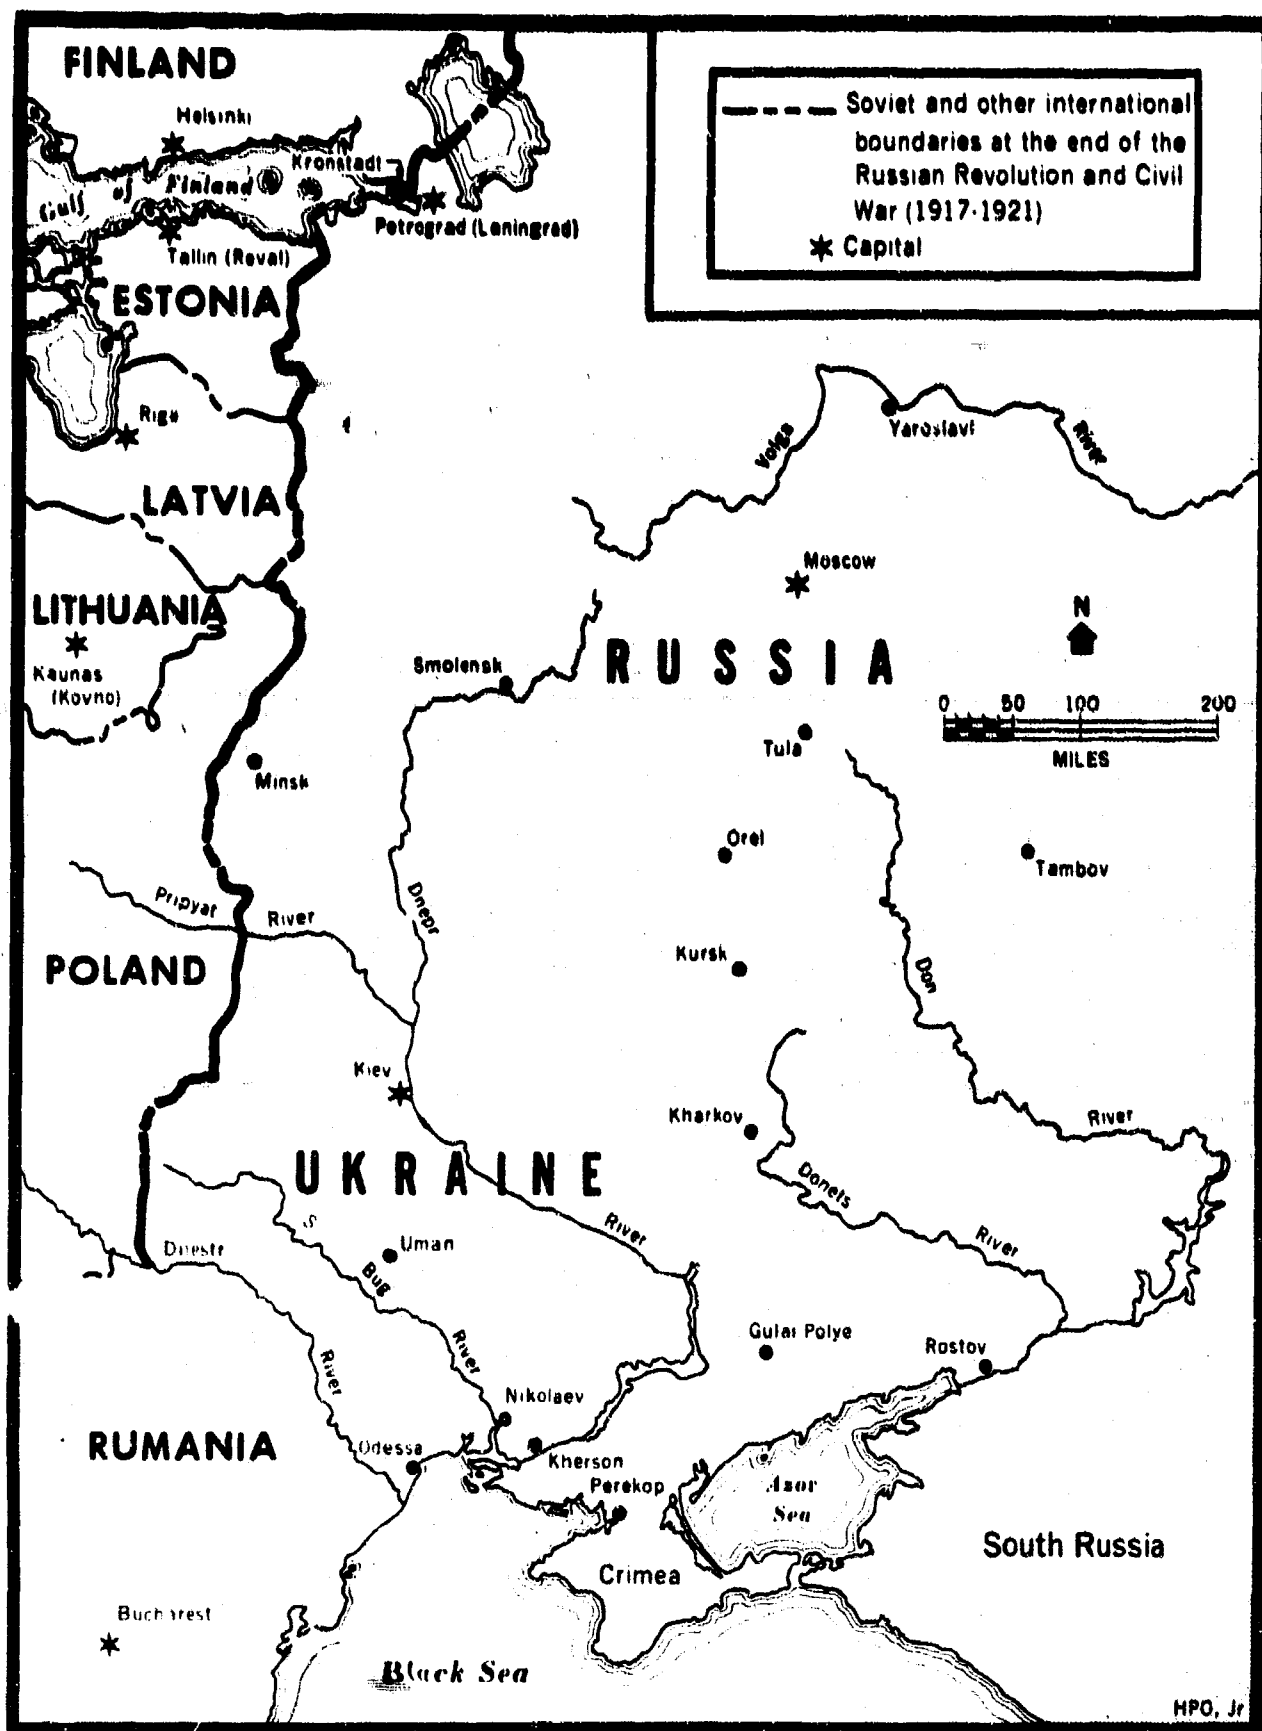 FINLAND
Helsinki
Kronstadt
Gulf of Finland
Petrograd (Leningrad)
Tallin (Reval)
ESTONIA
Soviet and other international
boundaries at the end of the
Russian Revolution and Civil
War (1917-1921)
Capital
Riga
Volga
River
Yaroslavl
LATVIA
Moscow
LITHUANIA
Kaunas
(Kovno)
Smolensk
RUSSIA
N
0 50 100 200
MILES
Tula
Minsk
Orel
Tambov
Pripyat River
Dnepr
POLAND
Kursk
Don
Kiev
Kharkov
River
UKRAINE
Donets
River
River
Dnestr
Uman
Bug
River
River
Gulai Polye
Rostov
Nikolaev
RUMANIA
Odessa
Kherson
Perekop
Azov
Sea
South Russia
Crimea
Bucharest
Black Sea
HPO, Jr